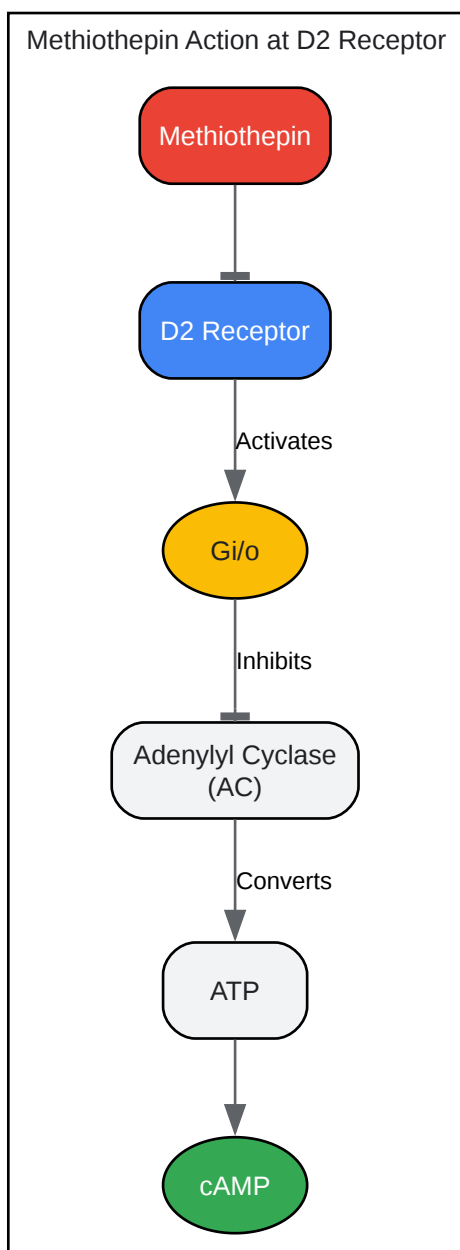 Methiothepin Action at D2 Receptor
Methiothepin
D2 Receptor
Activates
Gi/o
Inhibits
Adenylyl Cyclase
(AC)
Converts
ATP
cAMP